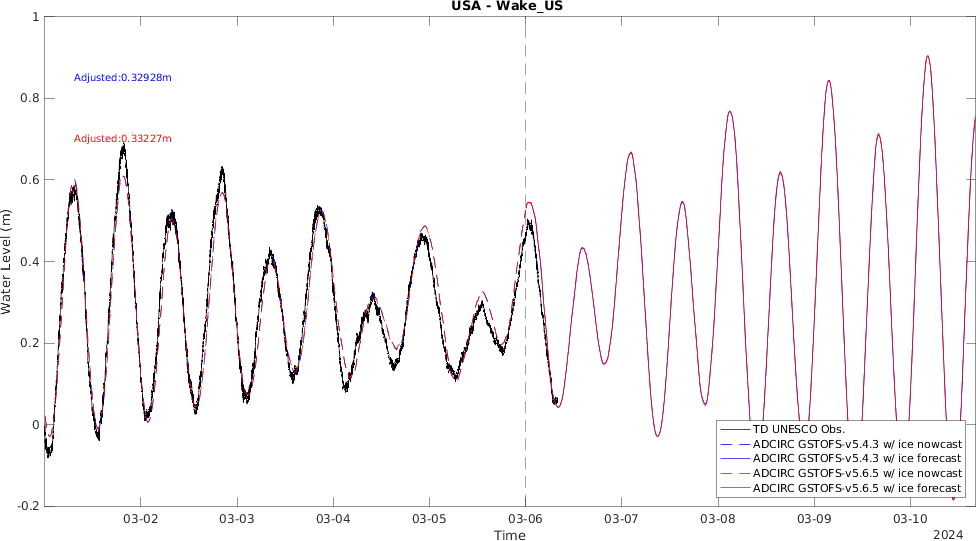 USA - Wake_US
1
0.8
0.6
0.4
0.2
0
-0.2
Water Level (m)
Adjusted:0.32928m
Adjusted:0.33227m
TD UNESCO Obs.
ADCIRC GSTOFS-v5.4.3 w/ ice nowcast
ADCIRC GSTOFS-v5.4.3 w/ ice forecast
ADCIRC GSTOFS-v5.6.5 w/ ice nowcast
ADCIRC GSTOFS-v5.6.5 w/ ice forecast
03-02 03-03 03-04 03-05 03-06 03-07 03-08 03-09 03-10
Time
2024